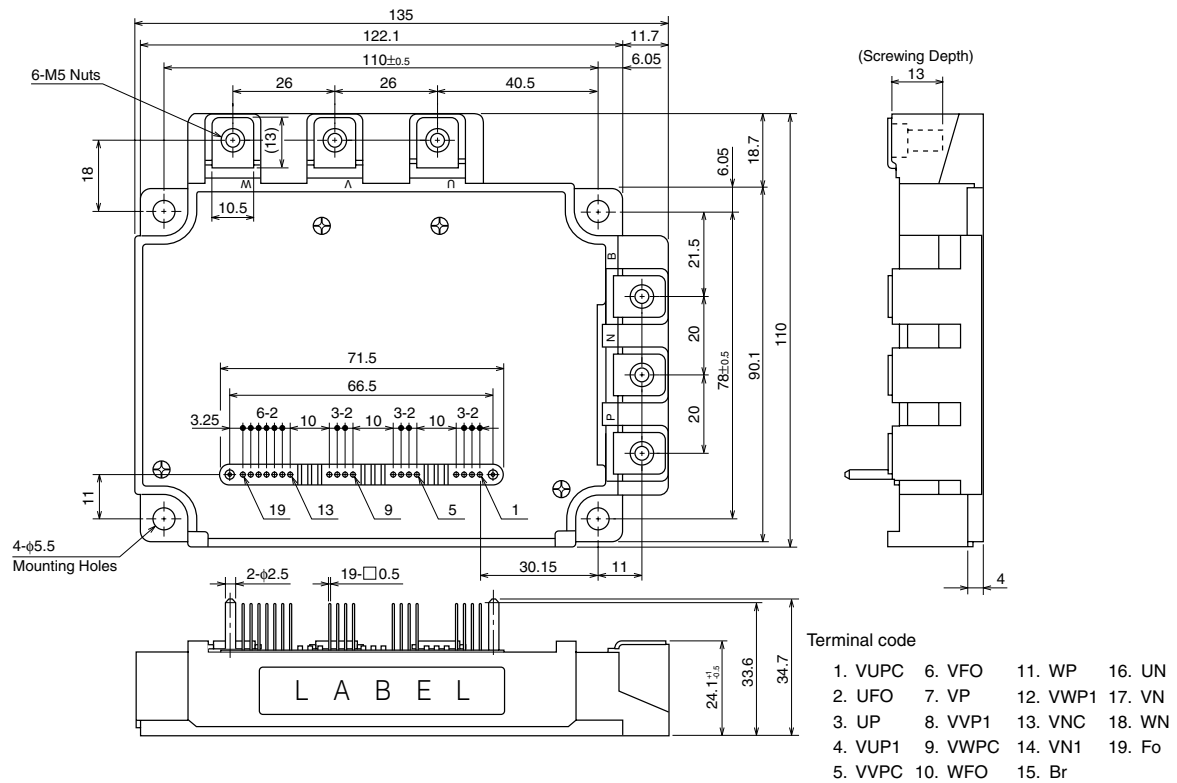 135
122.1
11.7
110±0.5
6.05
6-M5 Nuts
26
26
40.5
(Screwing Depth)
13
(13)
18
10.5
W
V
U
18.7
6.05
B
21.5
N
20
78±0.5
90.1
110
P
20
71.5
66.5
3.25
6-2
10
3-2
10
3-2
10
3-2
11
19
13
9
5
1
4-φ5.5
Mounting Holes
30.15
11
4
2-φ2.5
19-□0.5
LABEL
24.1 +1 -0.5
33.6
34.7
Terminal code
1. VUPC 6. VFO 11. WP 16. UN
2. UFO 7. VP 12. VWP1 17. VN
3. UP 8. VVP1 13. VNC 18. WN
4. VUP1 9. VWPC 14. VN1 19. Fo
5. VVPC 10. WFO 15. Br